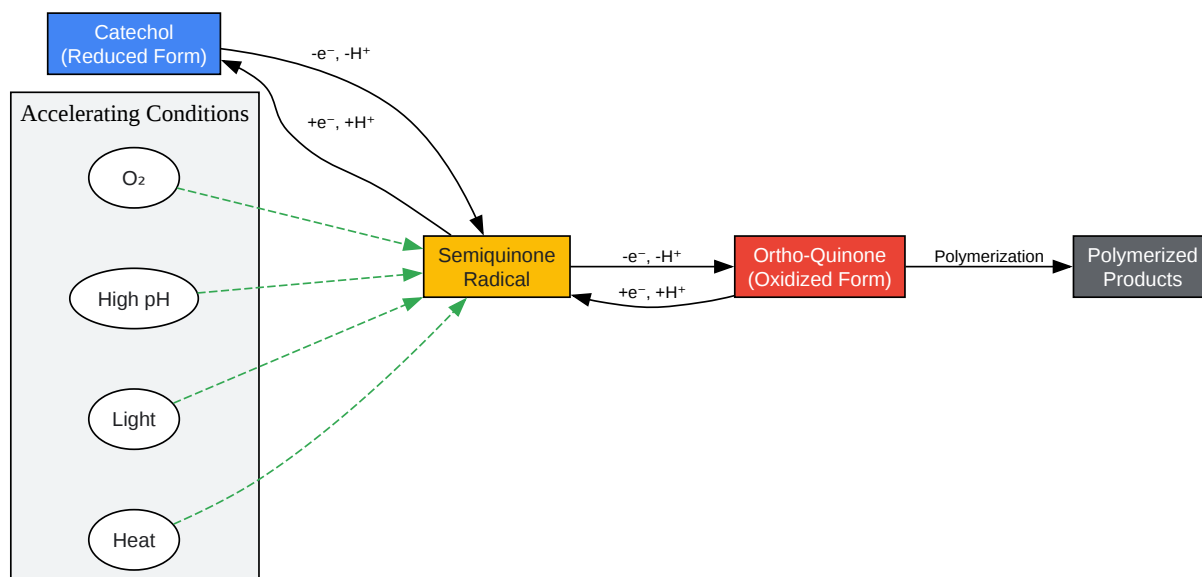 Catechol
(Reduced Form)
-e⁻, -H⁺
+e⁻, +H⁺
Accelerating Conditions
O₂
High pH
Light
Heat
Semiquinone
Radical
-e⁻, -H⁺
+e⁻, +H⁺
Ortho-Quinone
(Oxidized Form)
Polymerization
Polymerized
Products